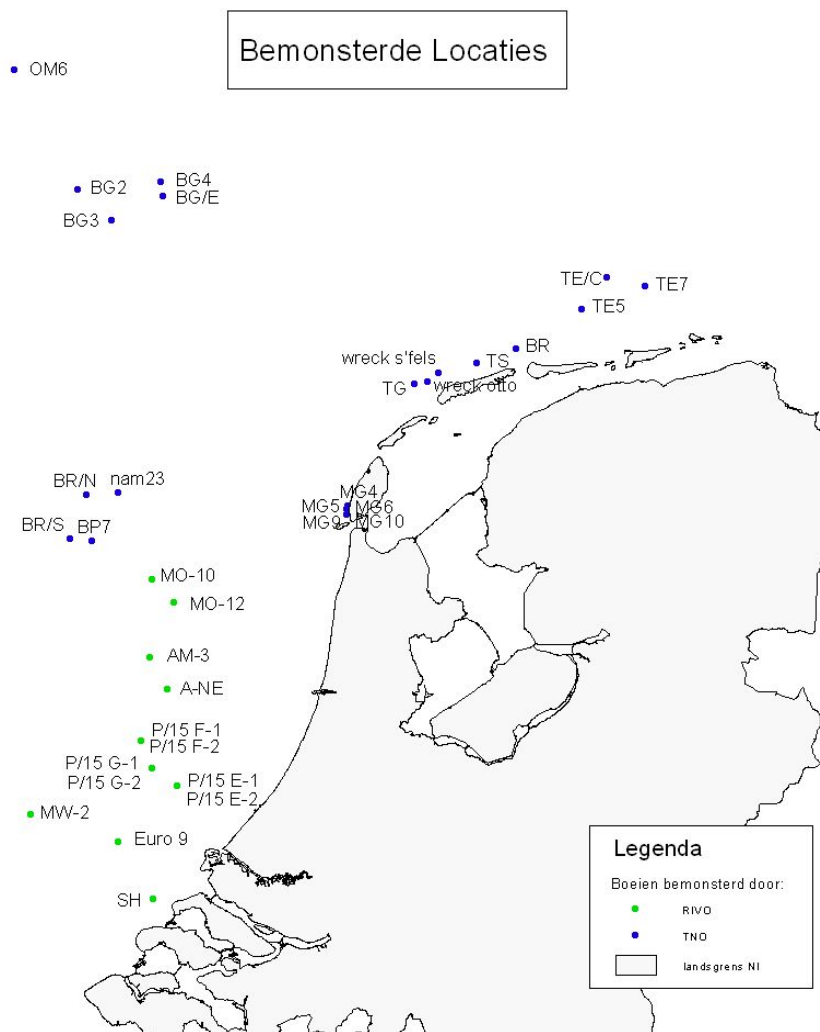 Bemonsterde Locaties
OM6
BG4
BG2
BG/E
BG3
TE/C
TE7
TE5
BR
wreck s'fels
TS
TG
wreck otto
BR/N
nam23
MG4
MG5
MG6
MG9
MG10
BR/S
BP7
MO-10
MO-12
AM-3
A-NE
P/15 F-1
P/15 F-2
P/15 G-1
P/15 G-2
P/15 E-1
P/15 E-2
MW-2
Euro 9
SH
Legenda
Boeien bemonsterd door:
RIVO
TNO
landsgrens Nl